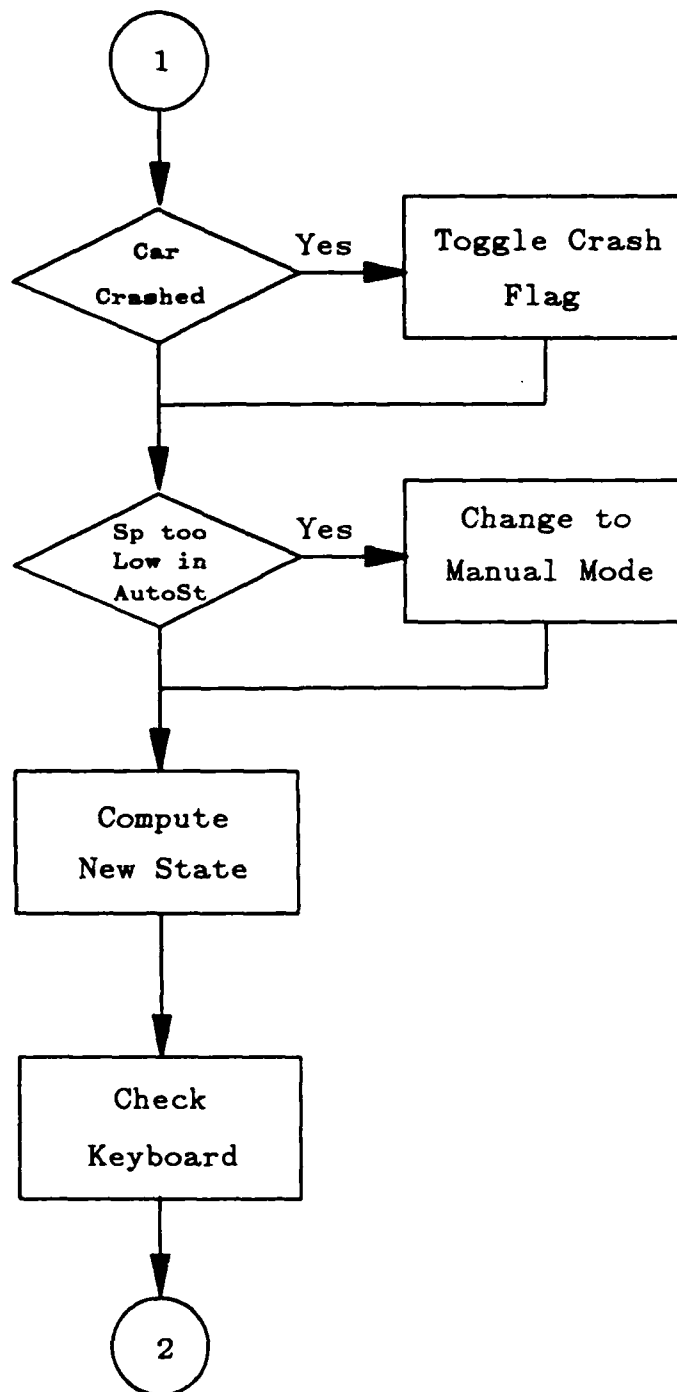 1
Car
Crashed
Yes
Toggle Crash
Flag
Sp too
Low in
AutoSt
Yes
Change to
Manual Mode
Compute
New State
Check
Keyboard
2